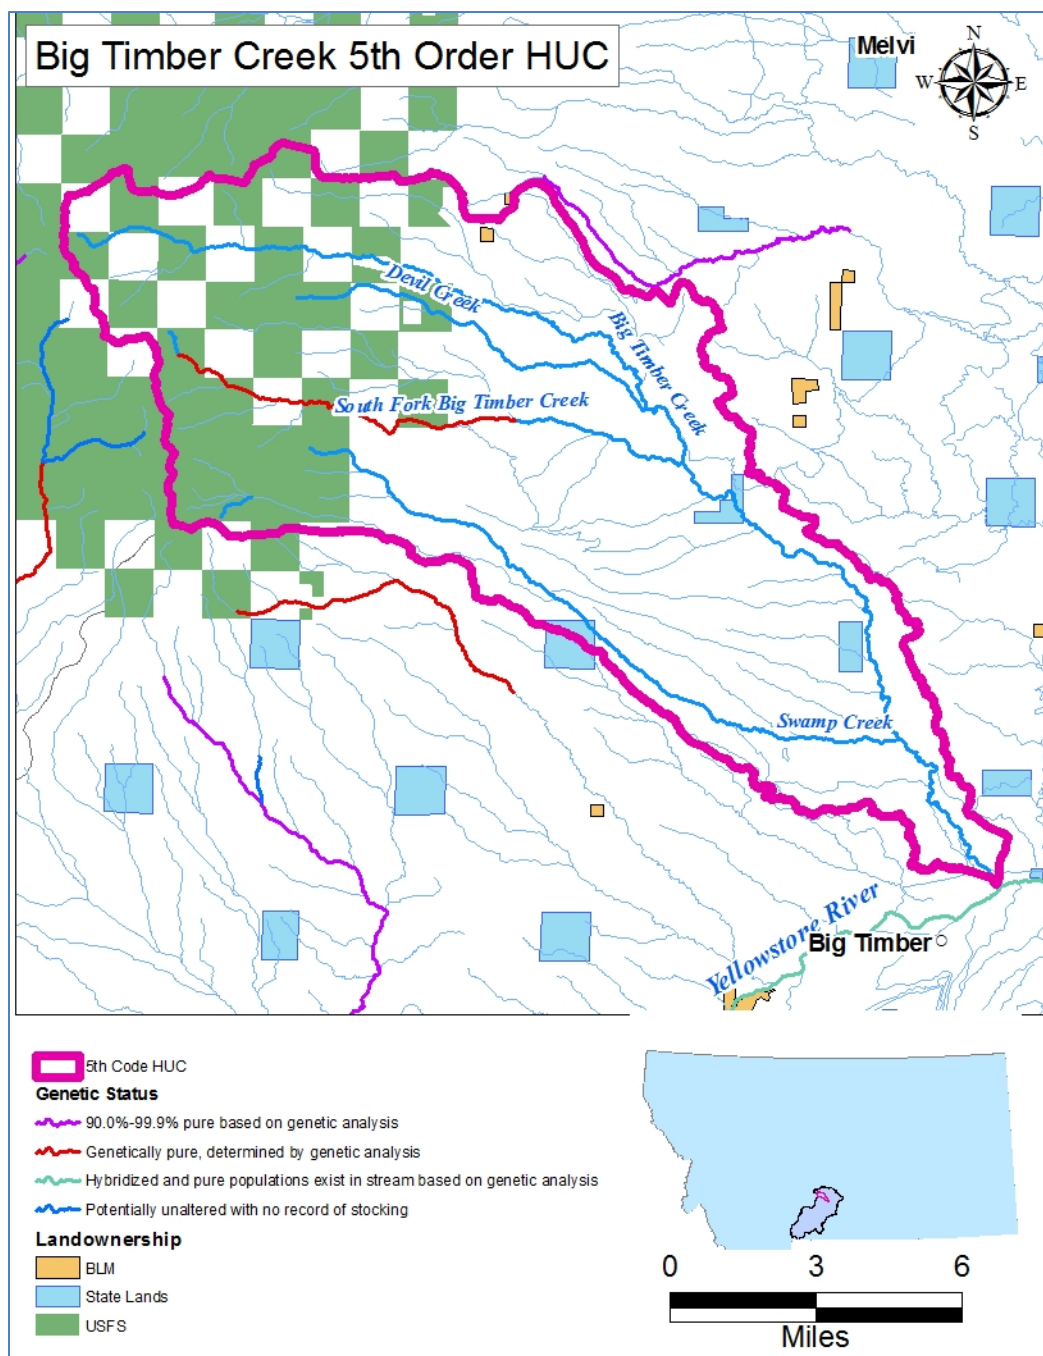 Big Timber Creek 5th Order HUC
Melvi
N
W
E
S
Devil Creek
Big Timber Creek
South Fork Big Timber Creek
Swamp Creek
Yellowstore River
Big Timber
5th Code HUC
Genetic Status
90.0%-99.9% pure based on genetic analysis
Genetically pure, determined by genetic analysis
Hybridized and pure populations exist in stream based on genetic analysis
Potentially unaltered with no record of stocking
Landownership
BLM
State Lands
USFS
0 3 6
Miles